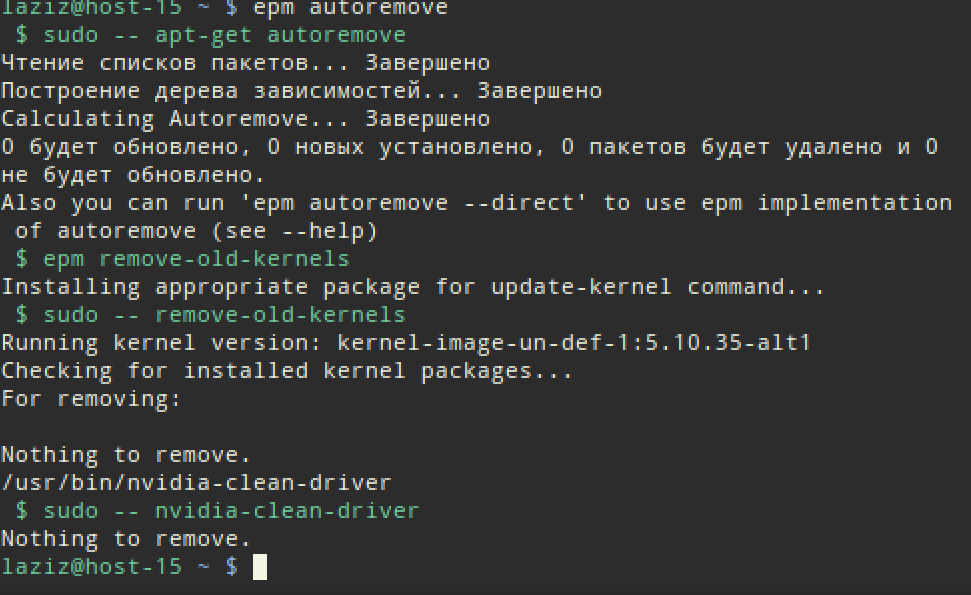 laziz@host-15 ~ $ epm autoremove
$ sudo -- apt-get autoremove
Чтение списков пакетов... Завершено
Построение дерева зависимостей... Завершено
Calculating Autoremove... Завершено
0 будет обновлено, 0 новых установлено, 0 пакетов будет удалено и 0
не будет обновлено.
Also you can run 'epm autoremove --direct' to use epm implementation
of autoremove (see --help)
$ epm remove-old-kernels
Installing appropriate package for update-kernel command...
$ sudo -- remove-old-kernels
Running kernel version: kernel-image-un-def-1:5.10.35-alt1
Checking for installed kernel packages...
For removing:
Nothing to remove.
/usr/bin/nvidia-clean-driver
$ sudo -- nvidia-clean-driver
Nothing to remove.
laziz@host-15 ~ $